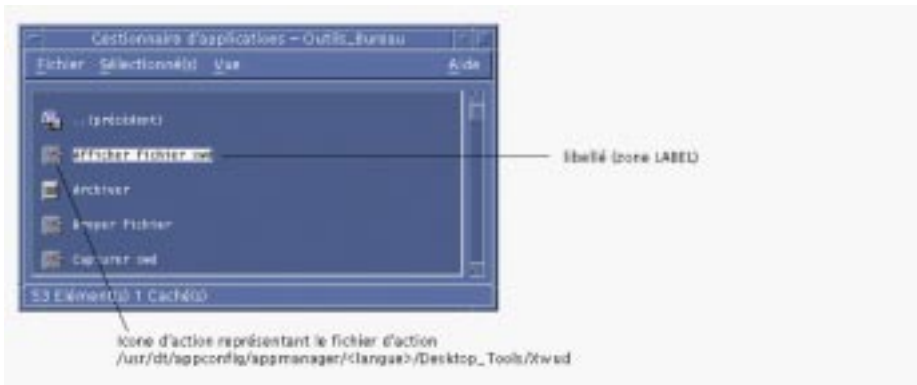 Gestionnaire d'applications – Outils_Bureau
Fichier Sélectionné(s) Vue Aide
..(précédent)
Afficher fichier xwd
libellé (zone LABEL)
Archiver
Fichier
Capturer xwd
53 Elément(s) 1 Caché(s)
Icone d'action représentant le fichier d'action
/usr/dt/appconfig/appmanager/<langue>/Desktop_Tools/Xwud